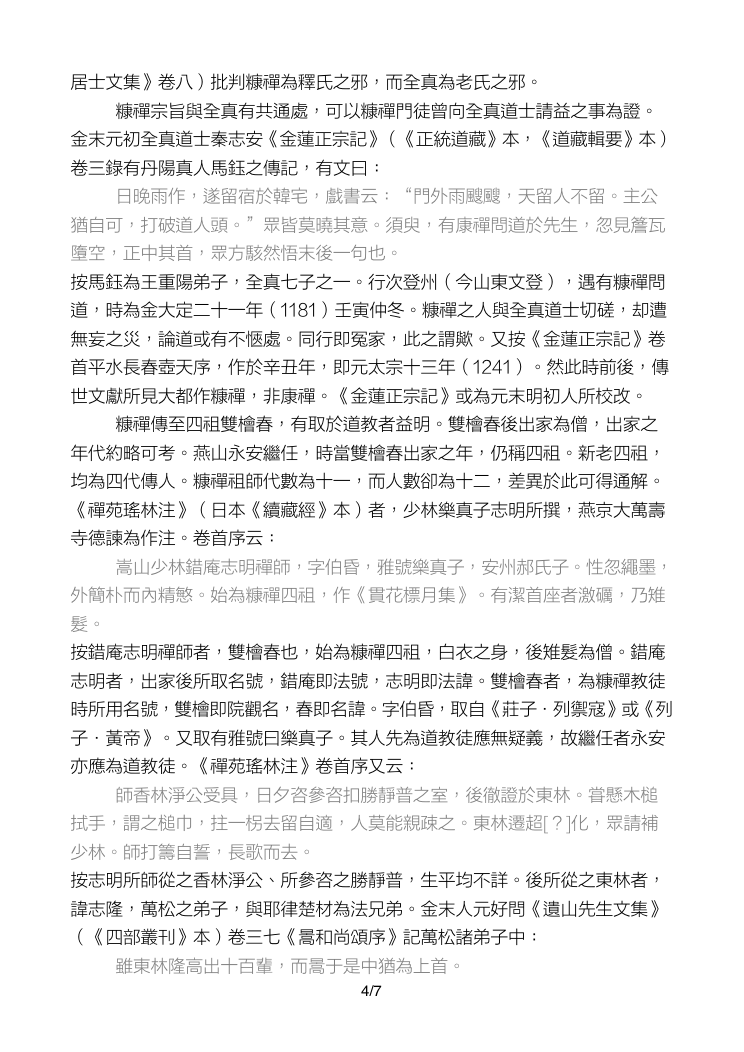 居士文集》卷八）批判糠禪為釋氏之邪，而全真為老氏之邪。
糠禪宗旨與全真有共通處，可以糠禪門徒曾向全真道士請益之事為證。
金末元初全真道士秦志安《金蓮正宗記》（《正統道藏》本，《道藏輯要》本）
卷三錄有丹陽真人馬鈺之傳記，有文曰：
日晚雨作，遂留宿於韓宅，戲書云：“門外雨颼颼，天留人不留。主公
猶自可，打破道人頭。”眾皆莫曉其意。須臾，有康禪問道於先生，忽見簷瓦
墮空，正中其首，眾方駭然悟末後一句也。
按馬鈺為王重陽弟子，全真七子之一。行次登州（今山東文登），遇有糠禪問
道，時為金大定二十一年（1181）壬寅仲冬。糠禪之人與全真道士切磋，却遭
無妄之災，論道或有不愜處。同行即冤家，此之謂歟。又按《金蓮正宗記》卷
首平水長春壺天序，作於辛丑年，即元太宗十三年（1241）。然此時前後，傳
世文獻所見大都作糠禪，非康禪。《金蓮正宗記》或為元末明初人所校改。
糠禪傳至四祖雙檜春，有取於道教者益明。雙檜春後出家為僧，出家之
年代約略可考。燕山永安繼任，時當雙檜春出家之年，仍稱四祖。新老四祖，
均為四代傳人。糠禪祖師代數為十一，而人數卻為十二，差異於此可得通解。
《禪苑瑤林注》（日本《續藏經》本）者，少林樂真子志明所撰，燕京大萬壽
寺德諫為作注。卷首序云：
嵩山少林錯庵志明禪師，字伯昏，雅號樂真子，安州郝氏子。性忽繩墨，
外簡朴而內精慜。始為糠禪四祖，作《貫花標月集》。有潔首座者激礪，乃雉
髮。
按錯庵志明禪師者，雙檜春也，始為糠禪四祖，白衣之身，後雉髮為僧。錯庵
志明者，出家後所取名號，錯庵即法號，志明即法諱。雙檜春者，為糠禪教徒
時所用名號，雙檜即院觀名，春即名諱。字伯昏，取自《莊子．列禦寇》或《列
子．黃帝》。又取有雅號曰樂真子。其人先為道教徒應無疑義，故繼任者永安
亦應為道教徒。《禪苑瑤林注》卷首序又云：
師香林淨公受具，日夕咨參咨扣勝靜普之室，後徹證於東林。甞懸木槌
拭手，謂之槌巾，拄一柺去留自適，人莫能親疎之。東林遷超[？]化，眾請補
少林。師打籌自誓，長歌而去。
按志明所師從之香林淨公、所參咨之勝靜普，生平均不詳。後所從之東林者，
諱志隆，萬松之弟子，與耶律楚材為法兄弟。金末人元好問《遺山先生文集》
（《四部叢刊》本）卷三七《暠和尚頌序》記萬松諸弟子中：
雖東林隆高出十百輩，而暠于是中猶為上首。
4/7